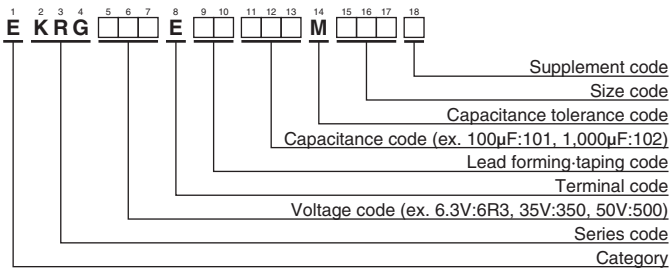 1 2 3 4 5 6 7 8 9 10 11 12 13 14 15 16 17 18
E K R G E M
Supplement code
Size code
Capacitance tolerance code
Capacitance code (ex. 100µF:101, 1,000µF:102)
Lead forming·taping code
Terminal code
Voltage code (ex. 6.3V:6R3, 35V:350, 50V:500)
Series code
Category